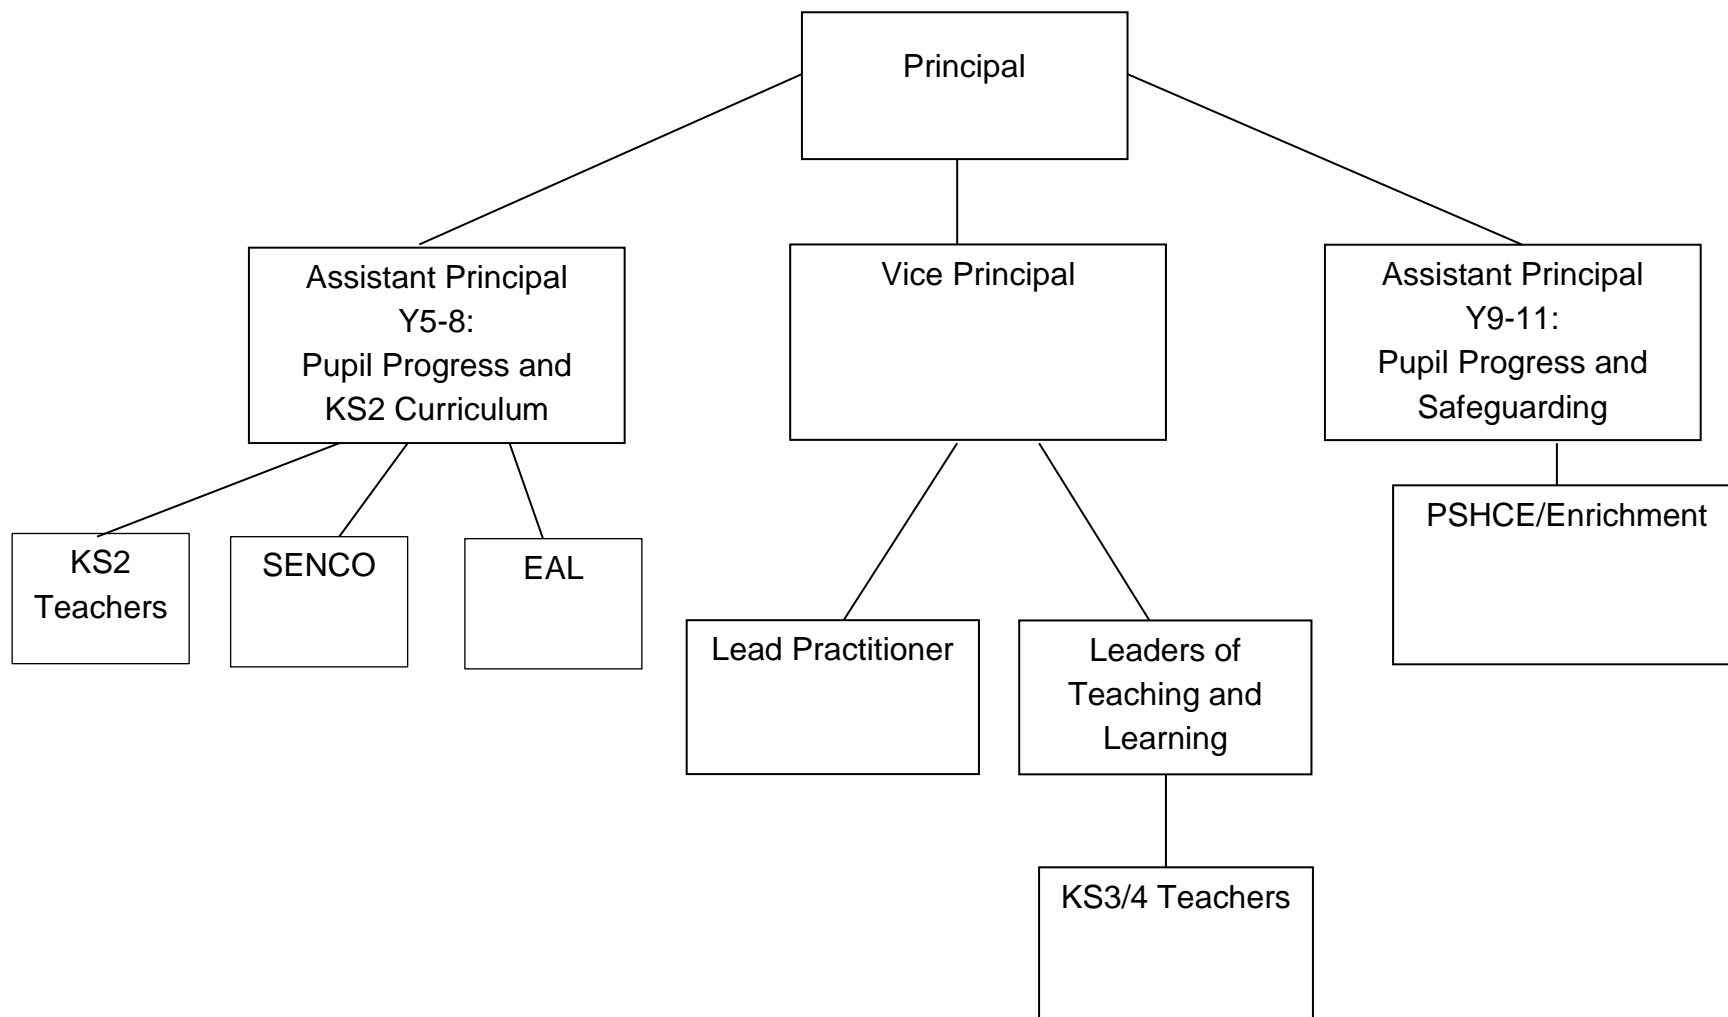 Principal
Assistant Principal
Y5-8:
Pupil Progress and
KS2 Curriculum
Vice Principal
Assistant Principal
Y9-11:
Pupil Progress and
Safeguarding
KS2
Teachers
SENCO
EAL
PSHCE/Enrichment
Lead Practitioner
Leaders of
Teaching and
Learning
KS3/4 Teachers